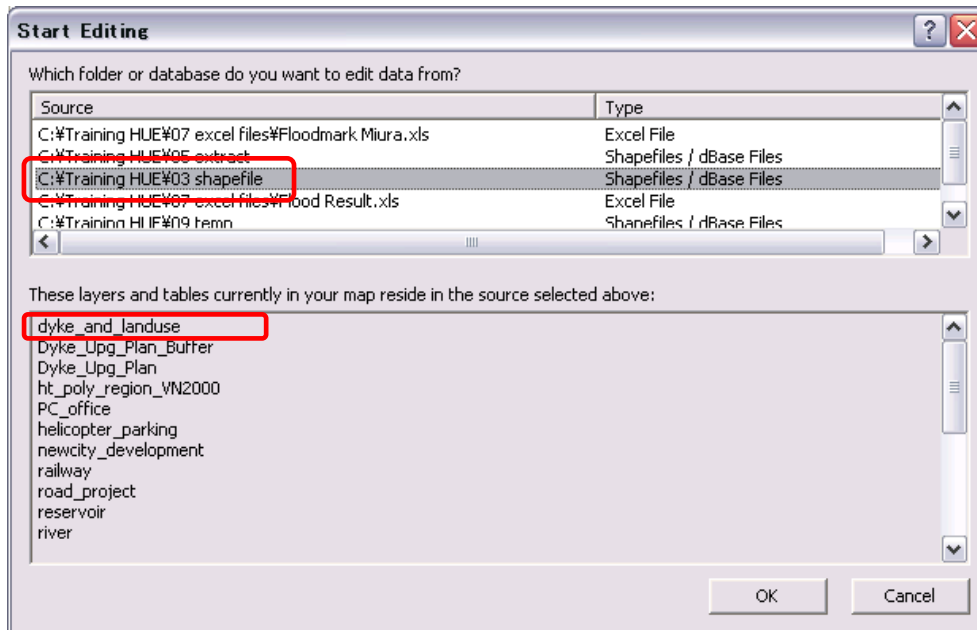 Start Editing
Which folder or database do you want to edit data from?
Source Type
C:¥Training HUE¥07 excel files¥Floodmark Miura.xls Excel File
C:¥Training HUE¥05 extract Shapefiles / dBase Files
C:¥Training HUE¥03 shapefile Shapefiles / dBase Files
C:¥Training HUE¥07 excel files¥Flood Result.xls Excel File
C:¥Training HUE¥09 temp Shapefiles / dBase Files
These layers and tables currently in your map reside in the source selected above:
dyke_and_landuse
Dyke_Upg_Plan_Buffer
Dyke_Upg_Plan
ht_poly_region_VN2000
PC_office
helicopter_parking
newcity_development
railway
road_project
reservoir
river
OK Cancel